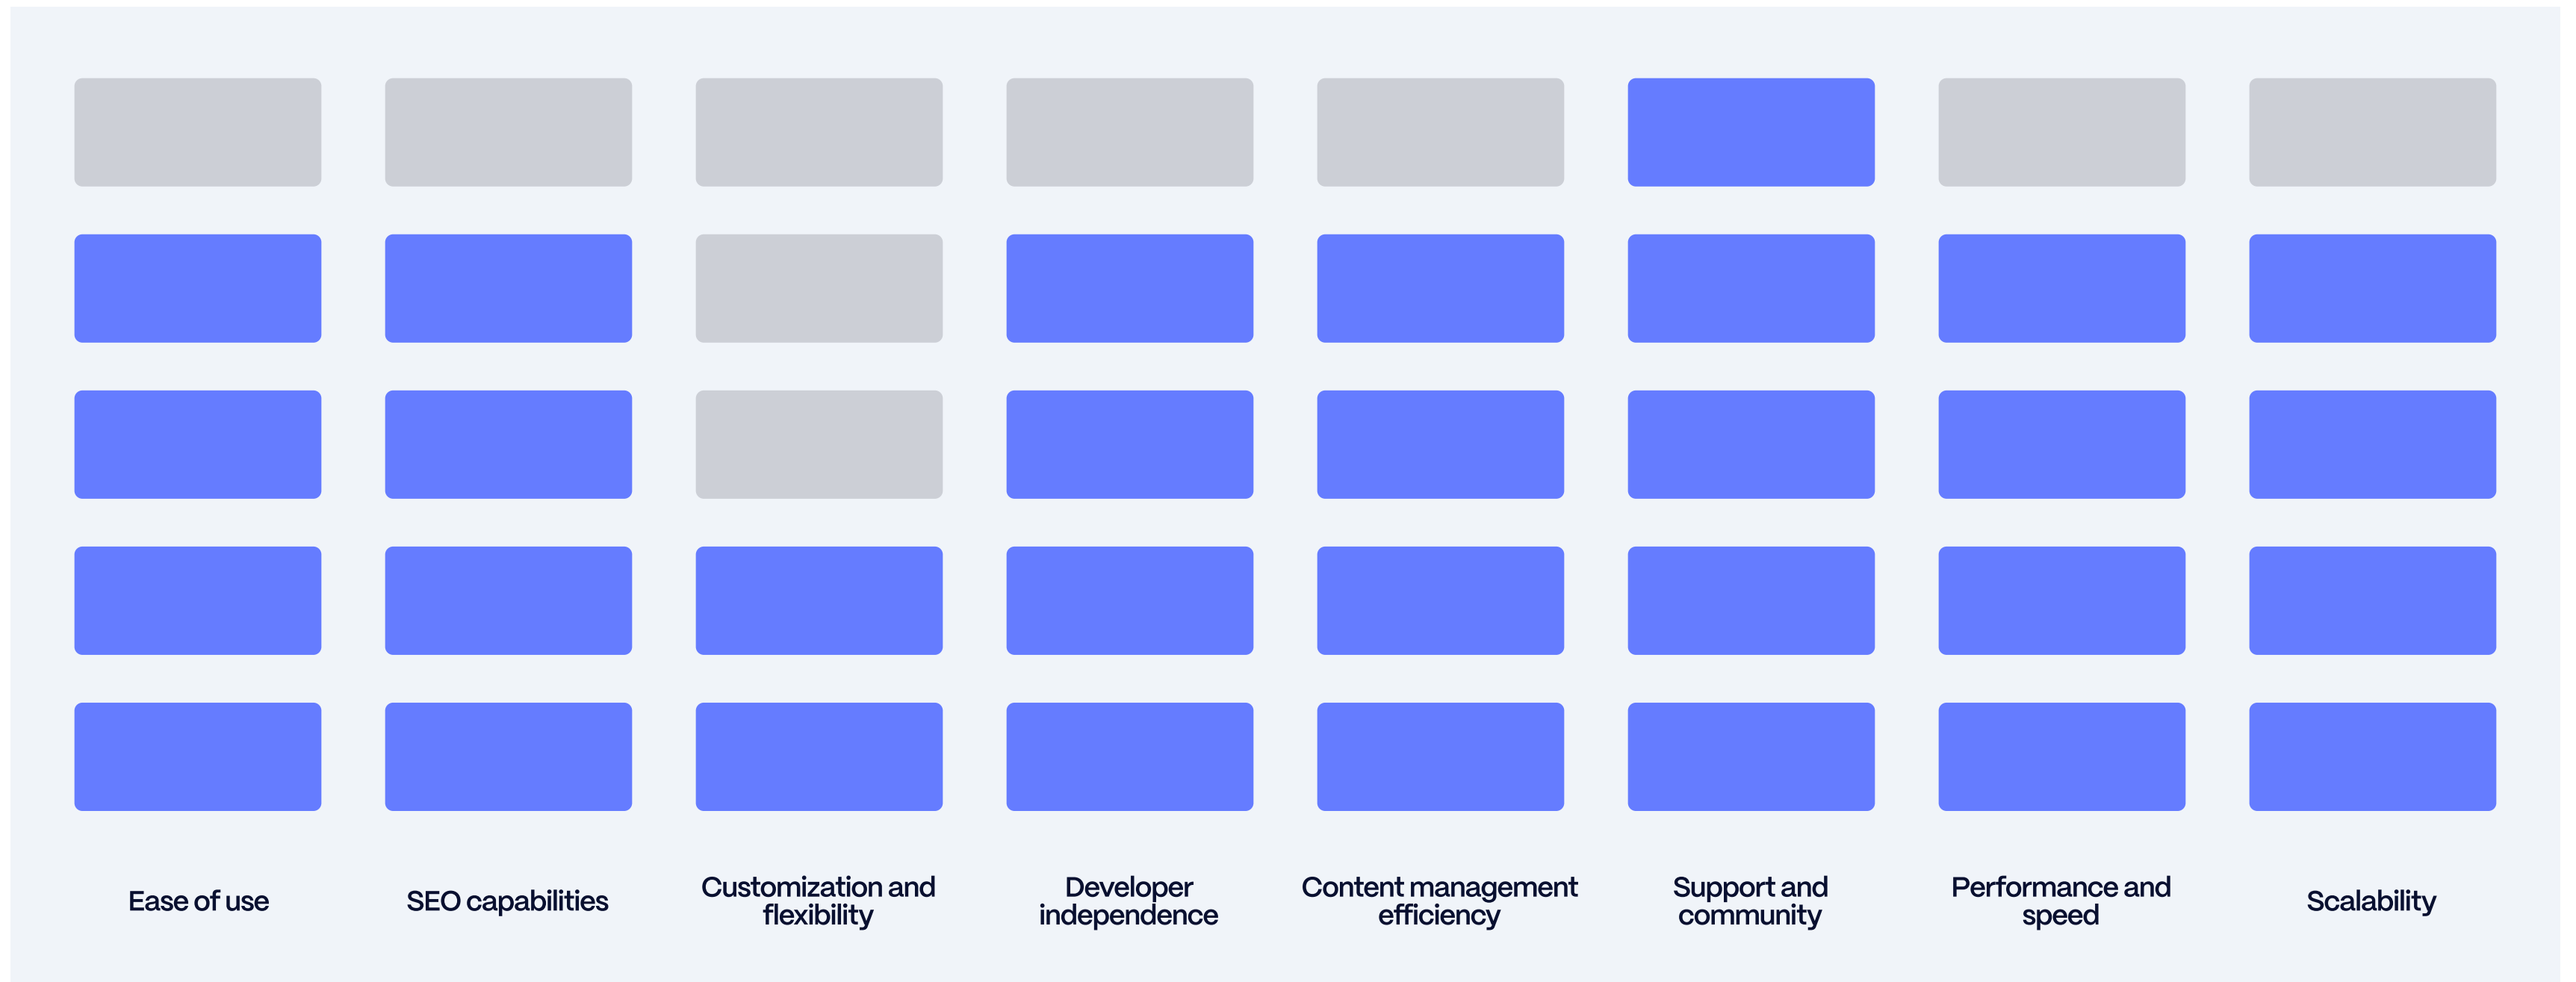 Ease of use
SEO capabilities
Customization and
flexibility
Developer
independence
Content management
efficiency
Support and
community
Performance and
speed
Scalability